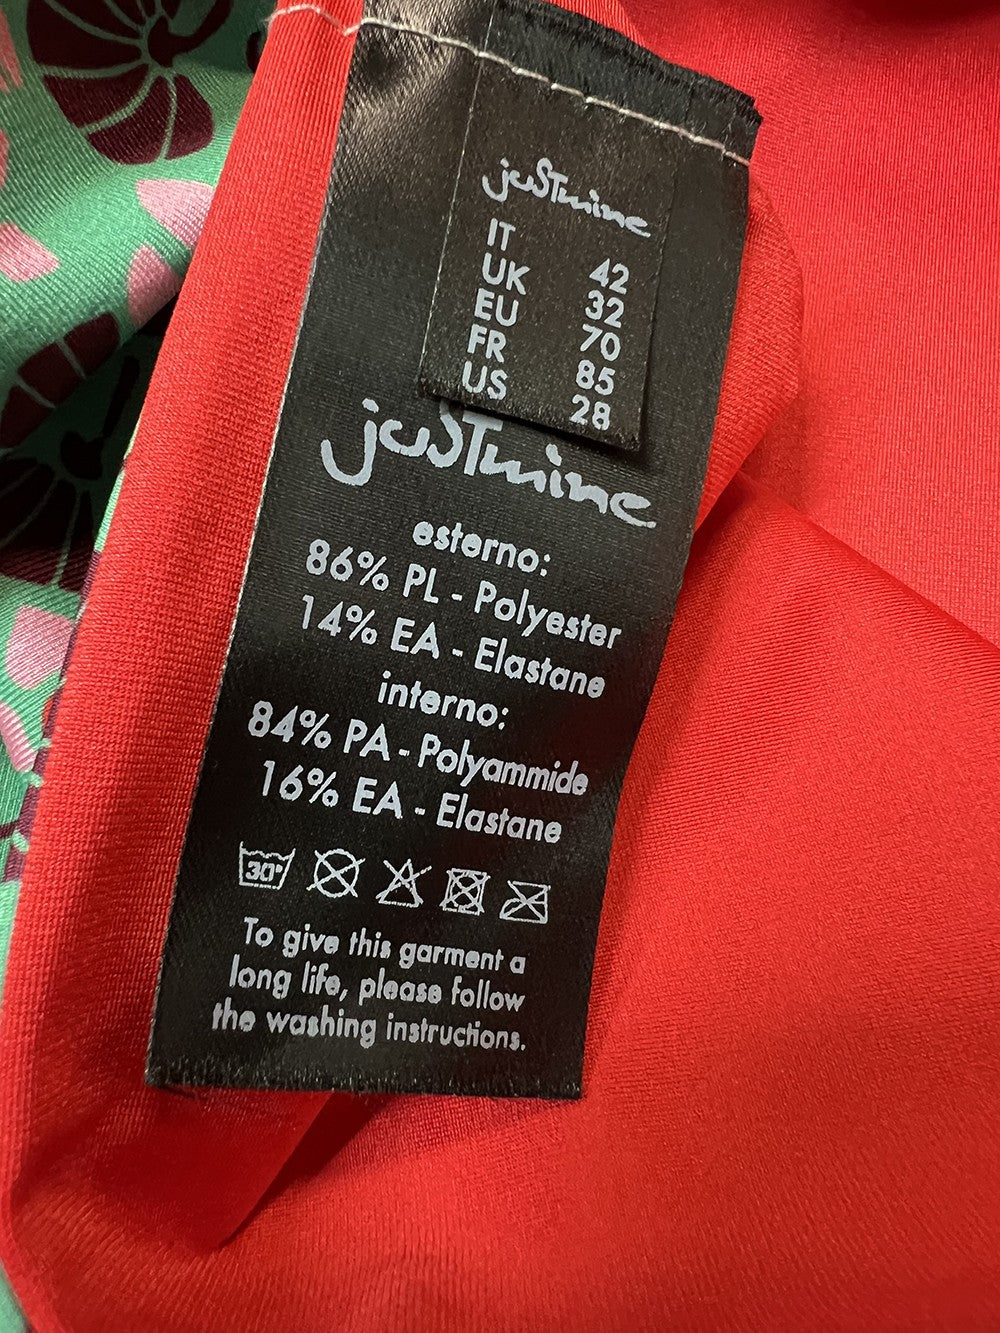 jusTmine
IT 42
UK 32
EU 70
FR 85
US 28
jusTmine
esterno:
86% PL - Polyester
14% EA - Elastane
interno:
84% PA - Polyammide
16% EA - Elastane
30°
To give this garment a
long life, please follow
the washing instructions.